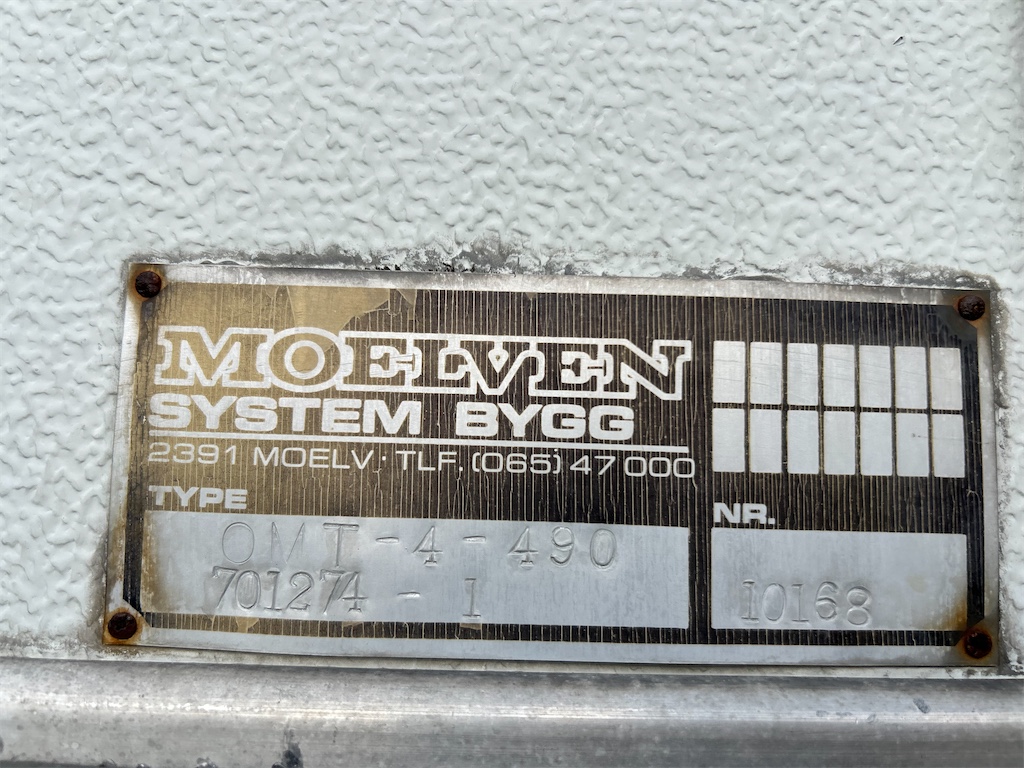 MOELVEN
SYSTEM BYGG
2391 MOELV · TLF. (065) 47 000
TYPE
OMT-4-490
701274-1
NR.
10168